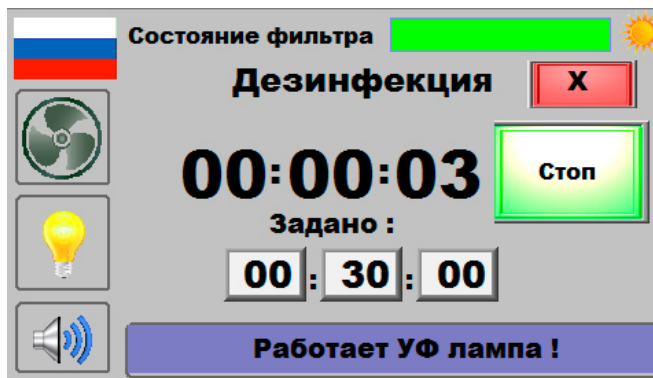 Состояние фильтра
Дезинфекция
X
00:00:03
Стоп
Задано :
00 : 30 : 00
Работает УФ лампа !